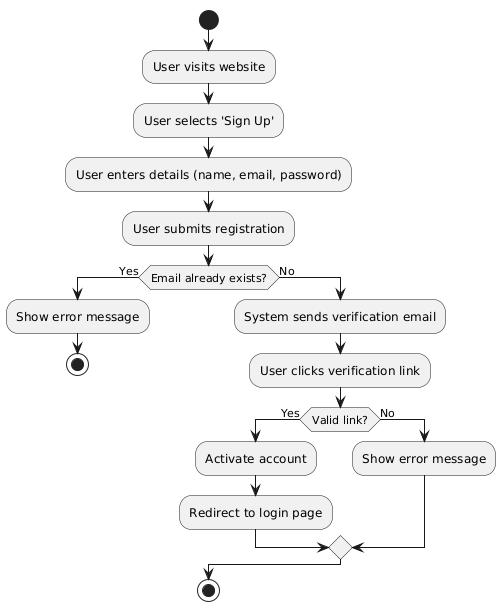 User visits website
User selects 'Sign Up'
User enters details (name, email, password)
User submits registration
Yes
Email already exists?
No
Show error message
System sends verification email
User clicks verification link
Yes
Valid link?
No
Activate account
Show error message
Redirect to login page